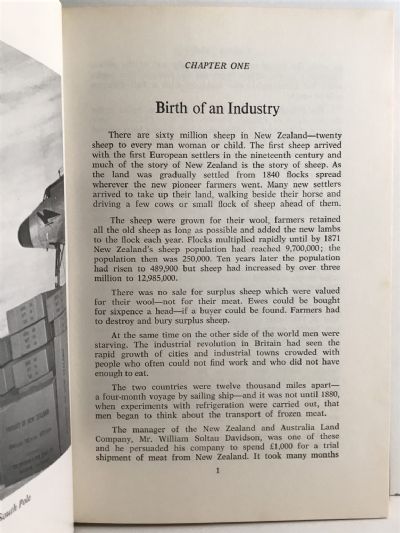 CHAPTER ONE
Birth of an Industry
There are sixty million sheep in New Zealand—twenty
sheep to every man woman or child. The first sheep arrived
with the first European settlers in the nineteenth century and
much of the story of New Zealand is the story of sheep. As
the land was gradually settled from 1840 flocks spread
wherever the new pioneer farmers went. Many new settlers
arrived to take up their land, walking beside their horse and
driving a few cows or small flock of sheep ahead of them.
The sheep were grown for their wool, farmers retained
all the old sheep as long as possible and added the new lambs
to the flock each year. Flocks multiplied rapidly until by 1871
New Zealand's sheep population had reached 9,700,000; the
population then was 250,000. Ten years later the population
had risen to 489,900 but sheep had increased by over three
million to 12,985,000.
There was no sale for surplus sheep which were valued
for their wool—not for their meat. Ewes could be bought
for sixpence a head—if a buyer could be found. Farmers had
to destroy and bury surplus sheep.
At the same time on the other side of the world men were
starving. The industrial revolution in Britain had seen the
rapid growth of cities and industrial towns crowded with
people who often could not find work and who did not have
enough to eat.
The two countries were twelve thousand miles apart—
a four-month voyage by sailing ship—and it was not until 1880,
when experiments with refrigeration were carried out, that
men began to think about the transport of frozen meat.
The manager of the New Zealand and Australia Land
Company, Mr. William Soltau Davidson, was one of these
and he persuaded his company to spend £1,000 for a trial
shipment of meat from New Zealand. It took many months
1
South Pole